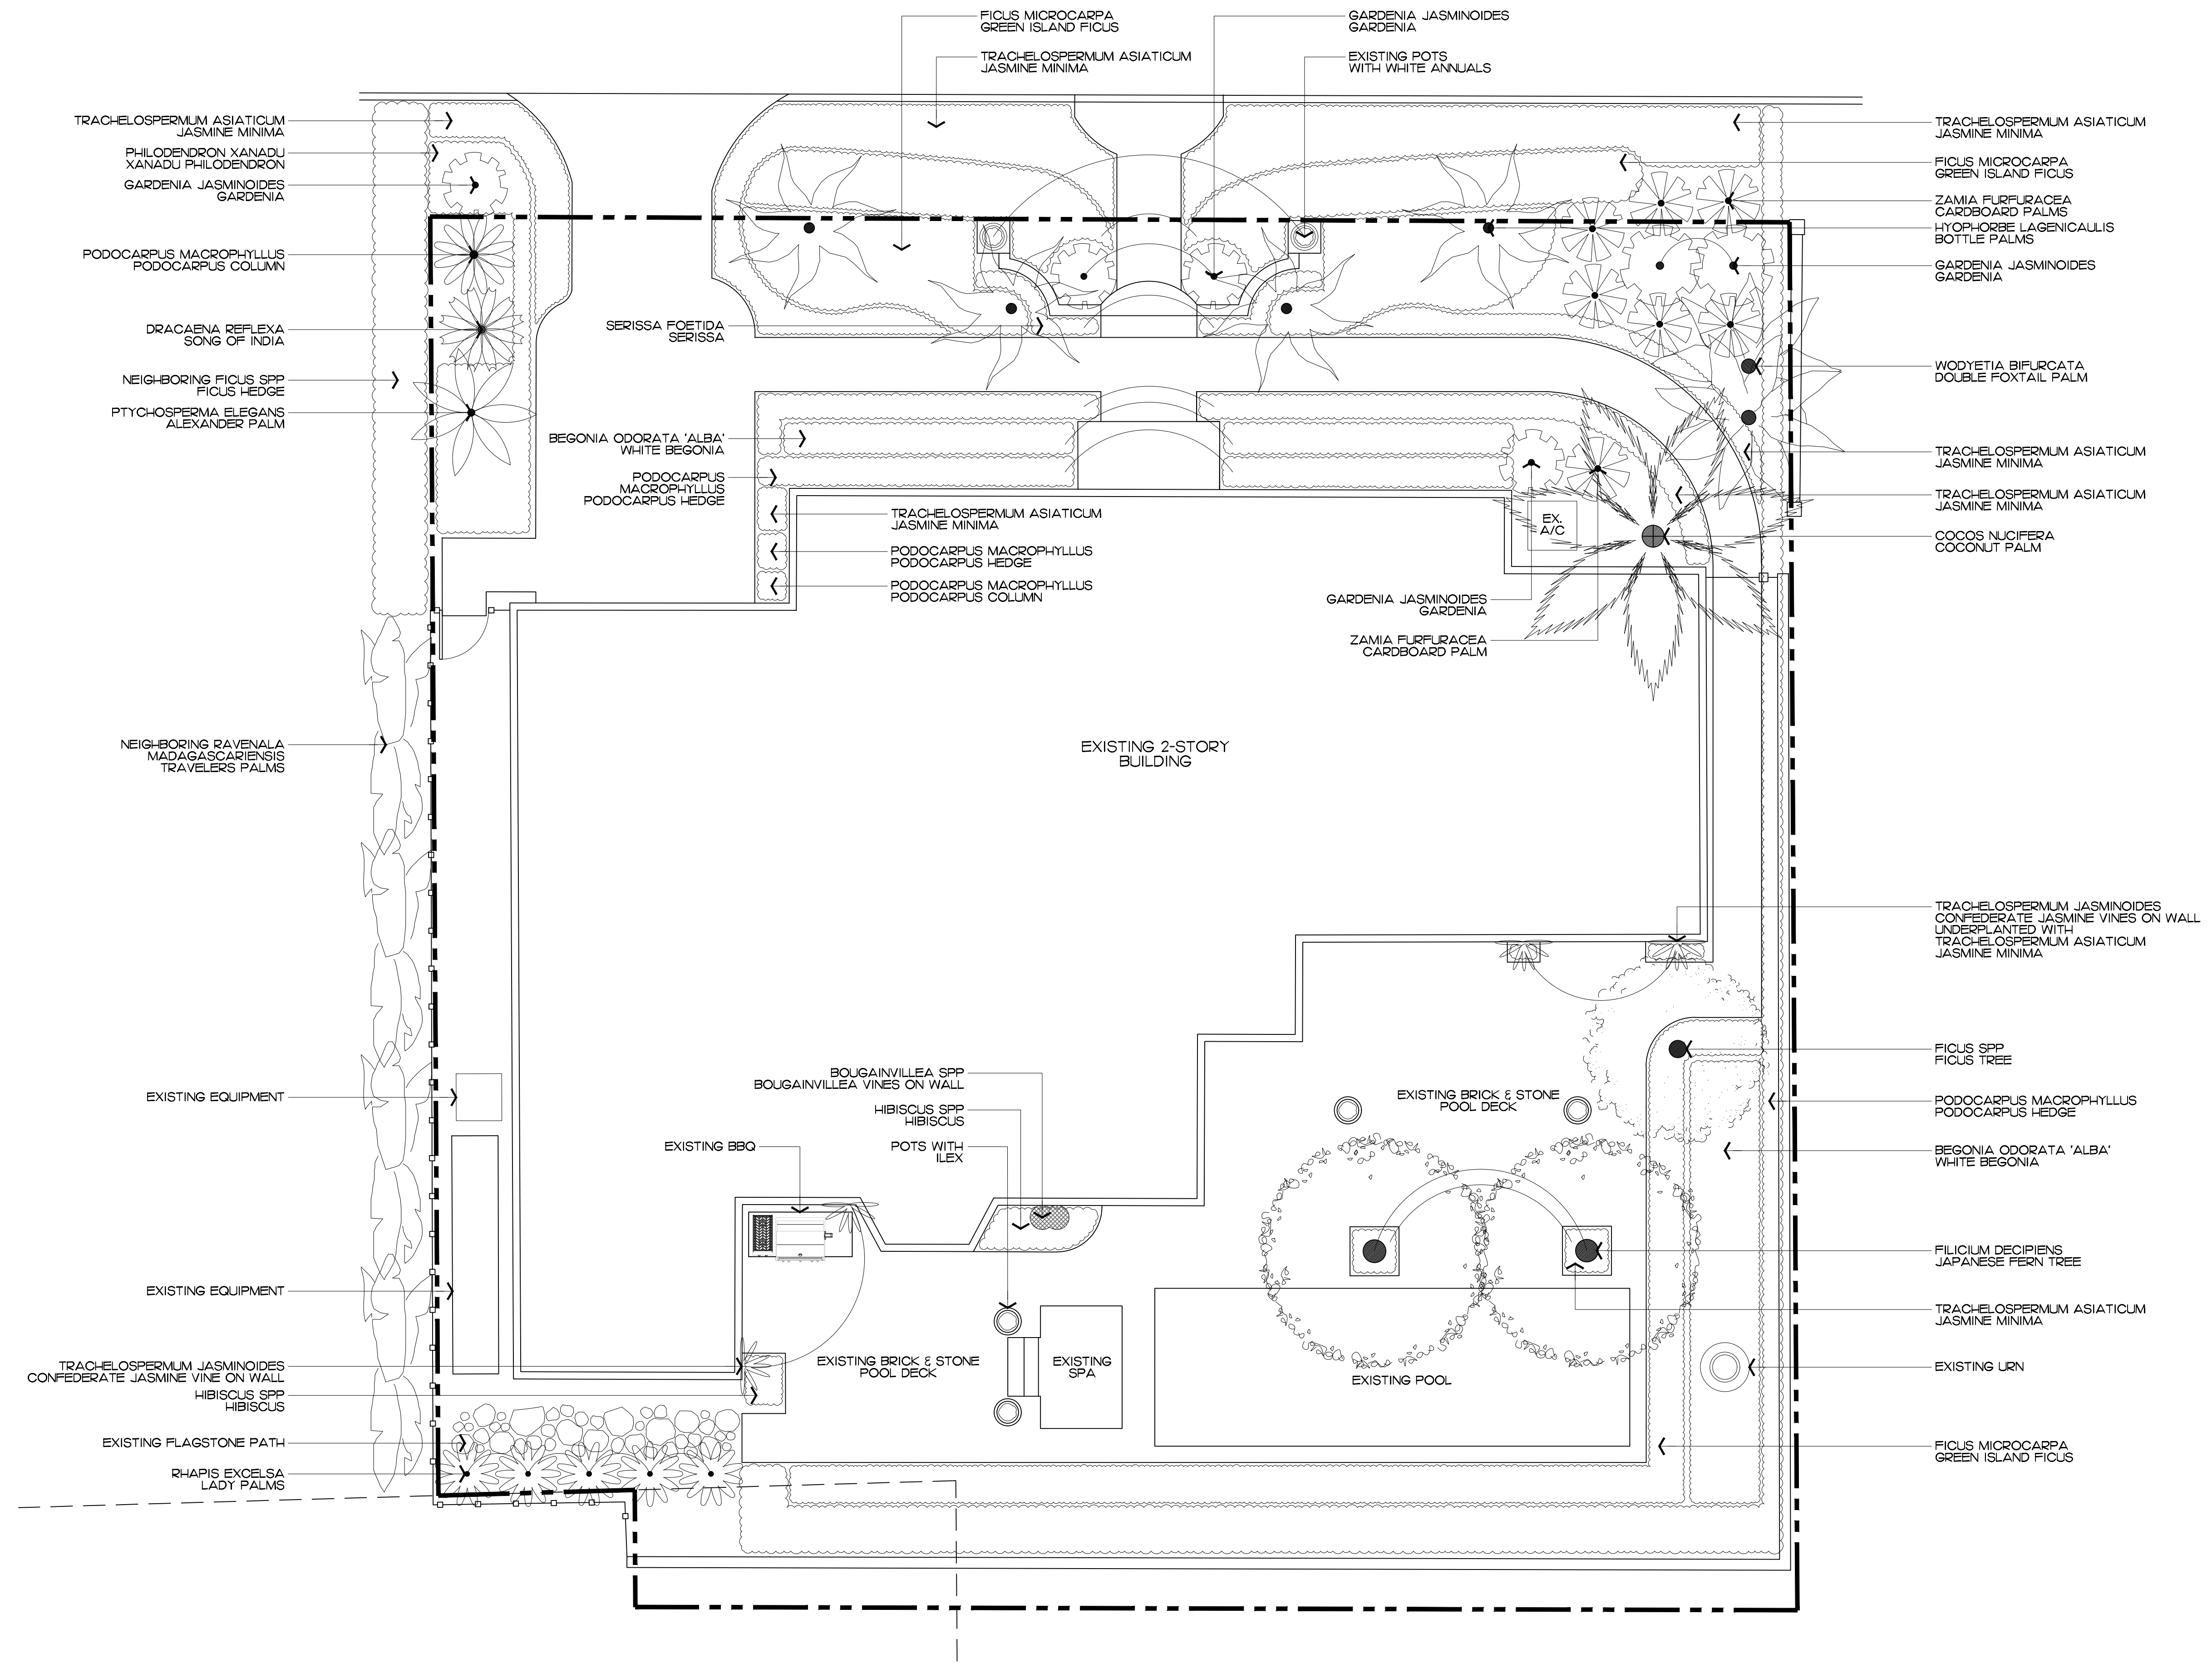 FICUS MICROCARPA
GREEN ISLAND FICUS
TRACHELOSPERMUM ASIATICUM
JASMINE MINIMA
GARDENIA JASMINOIDES
GARDENIA
EXISTING POTS
WITH WHITE ANNUALS
TRACHELOSPERMUM ASIATICUM
JASMINE MINIMA
PHILODENDRON XANADU
XANADU PHILODENDRON
GARDENIA JASMINOIDES
GARDENIA
PODOCARPUS MACROPHYLLUS
PODOCARPUS COLUMN
DRACAENA REFLEXA
SONG OF INDIA
NEIGHBORING FICUS SPP
FICUS HEDGE
PTYCHOSPERMA ELEGANS
ALEXANDER PALM
NEIGHBORING RAVENALA
MADAGASCARIENSIS
TRAVELERS PALMS
EXISTING EQUIPMENT
EXISTING EQUIPMENT
TRACHELOSPERMUM JASMINOIDES
CONFEDERATE JASMINE VINE ON WALL
HIBISCUS SPP
HIBISCUS
EXISTING FLAGSTONE PATH
RHAPIS EXCELSA
LADY PALMS
SERISSA FOETIDA
SERISSA
BEGONIA ODORATA 'ALBA'
WHITE BEGONIA
PODOCARPUS
MACROPHYLLUS
PODOCARPUS HEDGE
TRACHELOSPERMUM ASIATICUM
JASMINE MINIMA
PODOCARPUS MACROPHYLLUS
PODOCARPUS HEDGE
PODOCARPUS MACROPHYLLUS
PODOCARPUS COLUMN
EX.
A/C
GARDENIA JASMINOIDES
GARDENIA
ZAMIA FURFURACEA
CARDBOARD PALM
EXISTING 2-STORY
BUILDING
BOUGAINVILLEA SPP
BOUGAINVILLEA VINES ON WALL
HIBISCUS SPP
HIBISCUS
EXISTING BBQ
POTS WITH
ILEX
EXISTING BRICK & STONE
POOL DECK
EXISTING BRICK & STONE
POOL DECK
EXISTING
SPA
EXISTING POOL
TRACHELOSPERMUM ASIATICUM
JASMINE MINIMA
FICUS MICROCARPA
GREEN ISLAND FICUS
ZAMIA FURFURACEA
CARDBOARD PALMS
HYOPHORBE LAGENICAULIS
BOTTLE PALMS
GARDENIA JASMINOIDES
GARDENIA
WODYETIA BIFURCATA
DOUBLE FOXTAIL PALM
TRACHELOSPERMUM ASIATICUM
JASMINE MINIMA
TRACHELOSPERMUM ASIATICUM
JASMINE MINIMA
COCOS NUCIFERA
COCONUT PALM
TRACHELOSPERMUM JASMINOIDES
CONFEDERATE JASMINE VINES ON WALL
UNDERPLANTED WITH
TRACHELOSPERMUM ASIATICUM
JASMINE MINIMA
FICUS SPP
FICUS TREE
PODOCARPUS MACROPHYLLUS
PODOCARPUS HEDGE
BEGONIA ODORATA 'ALBA'
WHITE BEGONIA
FILICIUM DECIPIENS
JAPANESE FERN TREE
TRACHELOSPERMUM ASIATICUM
JASMINE MINIMA
EXISTING URN
FICUS MICROCARPA
GREEN ISLAND FICUS